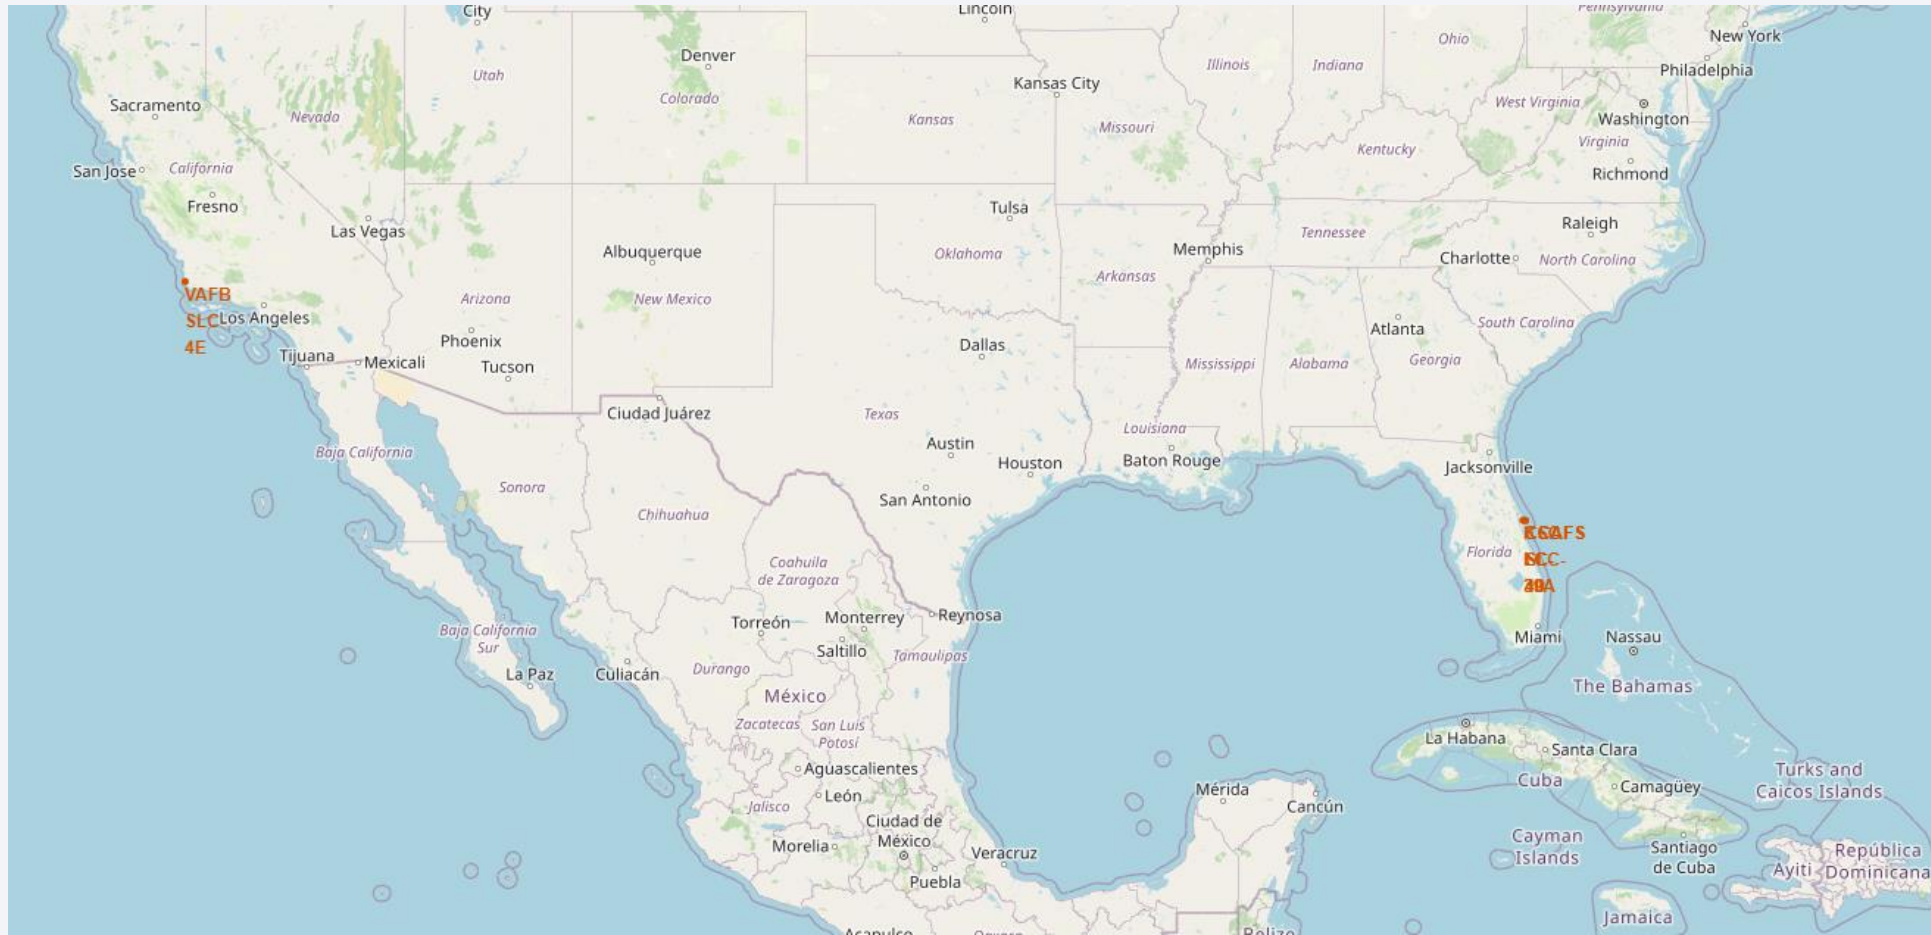 City
Lincoln
Pennsylvania
New York
Ohio
Denver
Illinois
Indiana
Philadelphia
Utah
Kansas City
Colorado
Sacramento
West Virginia
Nevada
Kansas
Washington
Missouri
Virginia
Kentucky
San Jose
California
Richmond
Fresno
Tulsa
Las Vegas
Raleigh
Tennessee
Albuquerque
Memphis
Oklahoma
Charlotte
North Carolina
Arkansas
VAFB
SLC
4E
Los Angeles
Arizona
New Mexico
South Carolina
Atlanta
Phoenix
Dallas
Tijuana
Mexicali
Tucson
Mississippi
Alabama
Georgia
Ciudad Juárez
Texas
Louisiana
Austin
Baja California
Houston
Baton Rouge
Jacksonville
Sonora
San Antonio
Chihuahua
Florida
Coahuila
de Zaragoza
Torreón
Monterrey
Reynosa
Baja California
Sur
Saltillo
Tamaulipas
Miami
Nassau
La Paz
Culiacán
Durango
México
The Bahamas
Zacatecas
San Luis
Potosí
La Habana
Santa Clara
Aguascalientes
Cuba
Turks and
Caicos Islands
León
Jalisco
Mérida
Cancún
Camagüey
Ciudad de
México
Morelia
Veracruz
Cayman
Islands
Santiago
de Cuba
Puebla
Ayiti
República
Dominicana
Jamaica
Acapulco
Oaxaca
Belize